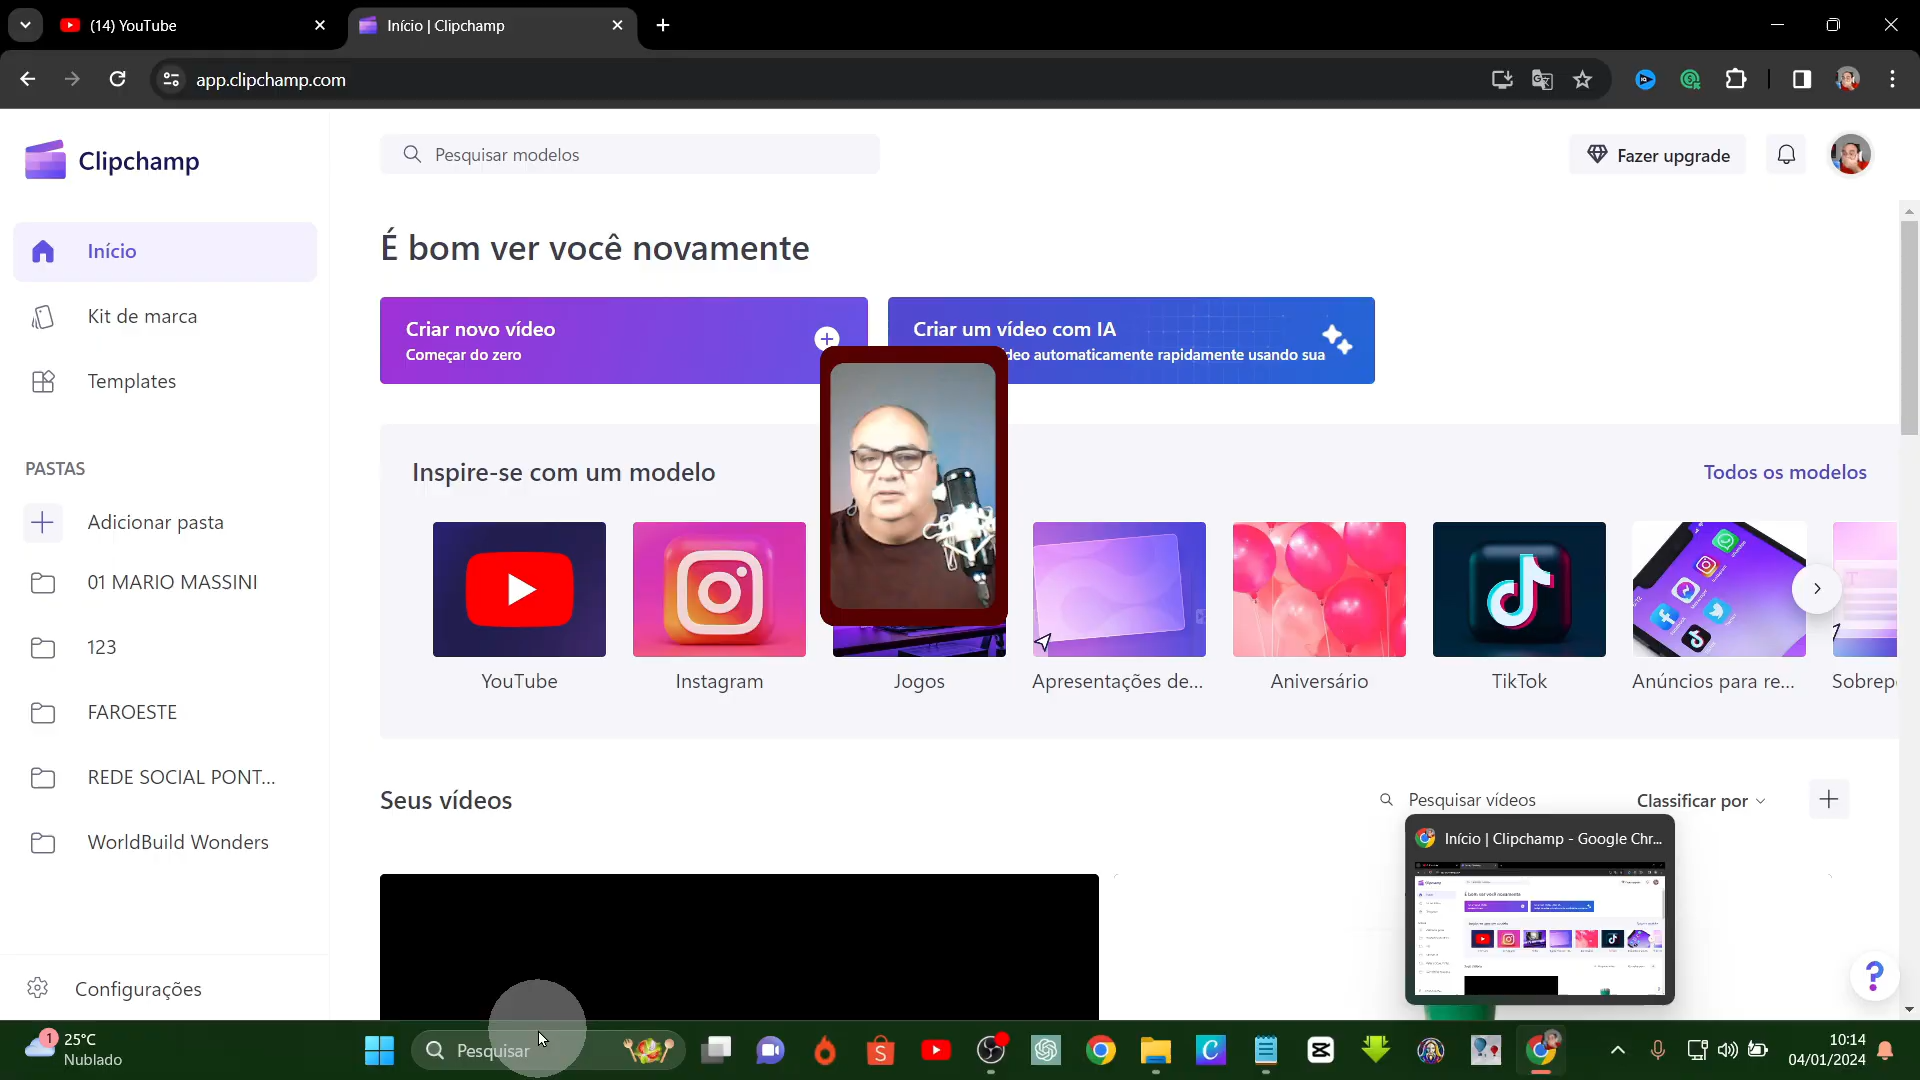 (14) YouTube
Início | Clipchamp
app.clipchamp.com
Clipchamp
Pesquisar modelos
Fazer upgrade
Início
Kit de marca
Templates
PASTAS
Adicionar pasta
01 MARIO MASSINI
123
FAROESTE
REDE SOCIAL PONT...
WorldBuild Wonders
Configurações
É bom ver você novamente
Criar novo vídeo
Começar do zero
Criar um vídeo com IA
automaticamente rapidamente usando sua
Inspire-se com um modelo
Todos os modelos
YouTube
Instagram
Jogos
Apresentações de...
Aniversário
TikTok
Anúncios para re...
Seus vídeos
Pesquisar vídeos
Classificar por
Início | Clipchamp - Google Chr...
?
1
25°C
Nublado
Pesquisar
10:14
04/01/2024